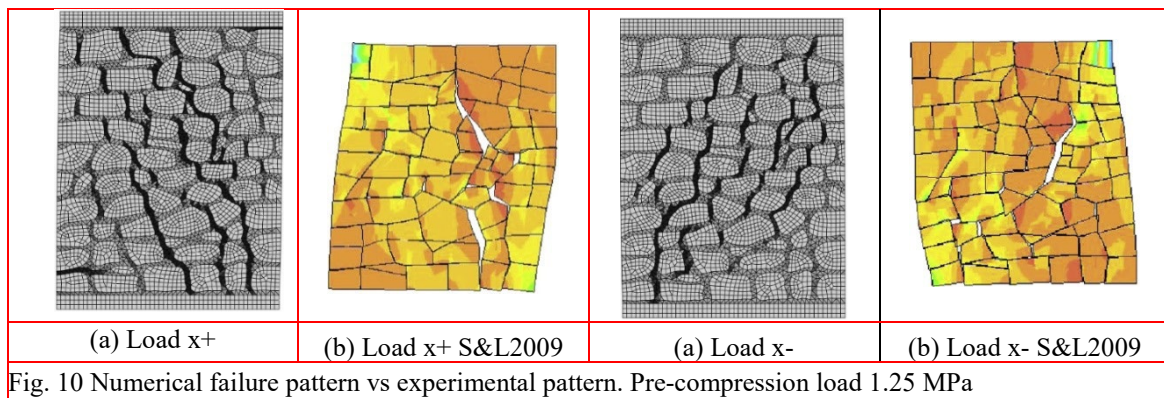 (a) Load x+
(b) Load x+ S&L2009
(a) Load x-
(b) Load x- S&L2009
Fig. 10 Numerical failure pattern vs experimental pattern. Pre-compression load 1.25 MPa